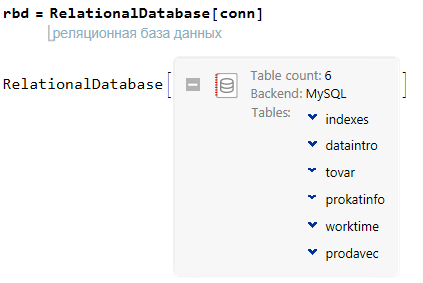 rbd = RelationalDatabase[conn]
реляционная база данных
RelationalDatabase[
Table count: 6
Backend: MySQL
Tables:
indexes
dataintro
tovar
prokatinfo
worktime
prodavec
]